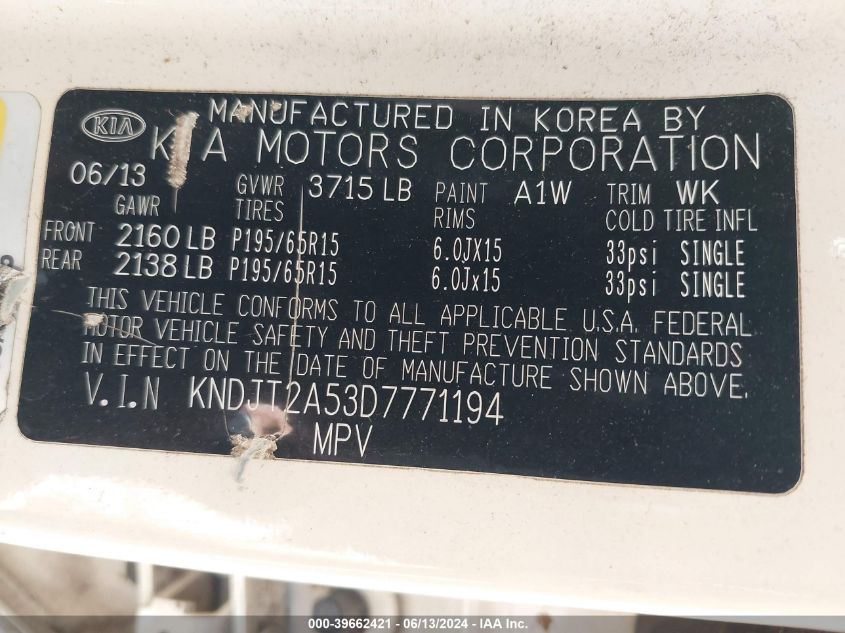 KIA MANUFACTURED IN KOREA BY
KIA MOTORS CORPORATION
06/13 GVWR 3715 LB PAINT A1W TRIM WK
GAWR TIRES RIMS COLD TIRE INFL
FRONT 2160 LB P195/65R15 6.0JX15 33psi SINGLE
REAR 2138 LB P195/65R15 6.0Jx15 33psi SINGLE
THIS VEHICLE CONFORMS TO ALL APPLICABLE U.S.A. FEDERAL
MOTOR VEHICLE SAFETY AND THEFT PREVENTION STANDARDS
IN EFFECT ON THE DATE OF MANUFACTURE SHOWN ABOVE.
V.I.N KNDJT2A53D7771194
MPV
000-39662421 - 06/13/2024 - IAA Inc.